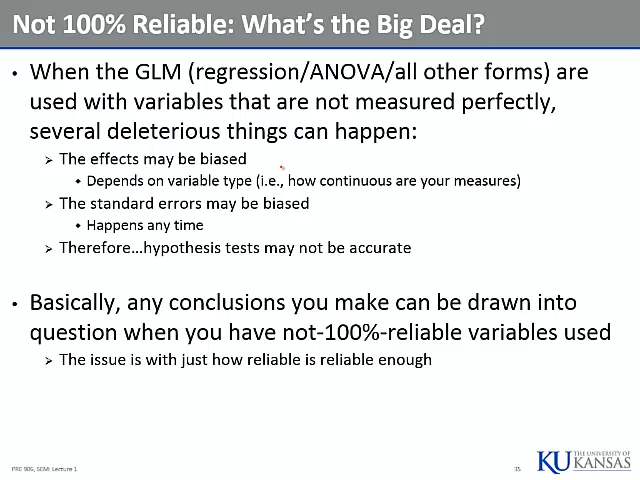 Not 100% Reliable: What's the Big Deal?
• When the GLM (regression/ANOVA/all other forms) are
used with variables that are not measured perfectly,
several deleterious things can happen:
➢ The effects may be biased
✦ Depends on variable type (i.e., how continuous are your measures)
➢ The standard errors may be biased
✦ Happens any time
➢ Therefore…hypothesis tests may not be accurate
• Basically, any conclusions you make can be drawn into
question when you have not-100%-reliable variables used
➢ The issue is with just how reliable is reliable enough
PRE 906, SEM: Lecture 1
35
KU THE UNIVERSITY OF
KANSAS